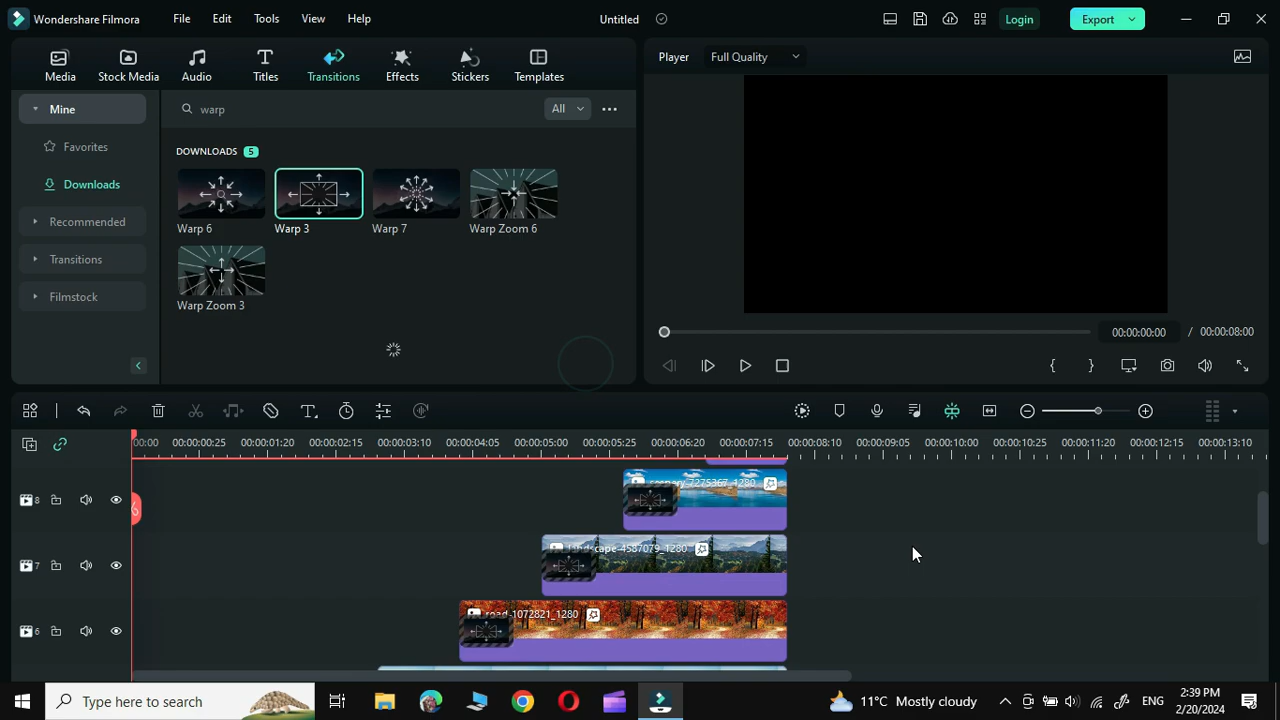 Wondershare Filmora File Edit Tools View Help Untitled Login Export
Media Stock Media Audio Titles Transitions Effects Stickers Templates
Player Full Quality
Mine
warp All
Favorites
Downloads
Recommended
Transitions
Filmstock
DOWNLOADS 5
Warp 6 Warp 3 Warp 7 Warp Zoom 6
Warp Zoom 3
00:00:00:00 / 00:00:08:00
00:00 00:00:00:25 00:00:01:20 00:00:02:15 00:00:03:10 00:00:04:05 00:00:05:00 00:00:05:25 00:00:06:20 00:00:07:15 00:00:08:10 00:00:09:05 00:00:10:00 00:00:10:25 00:00:11:20 00:00:12:15 00:00:13:10
8
scenery-7275367_1280
7
landscape-4587079_1280
6
road-1072821_1280
Type here to search
11°C Mostly cloudy
ENG
2:39 PM
2/20/2024